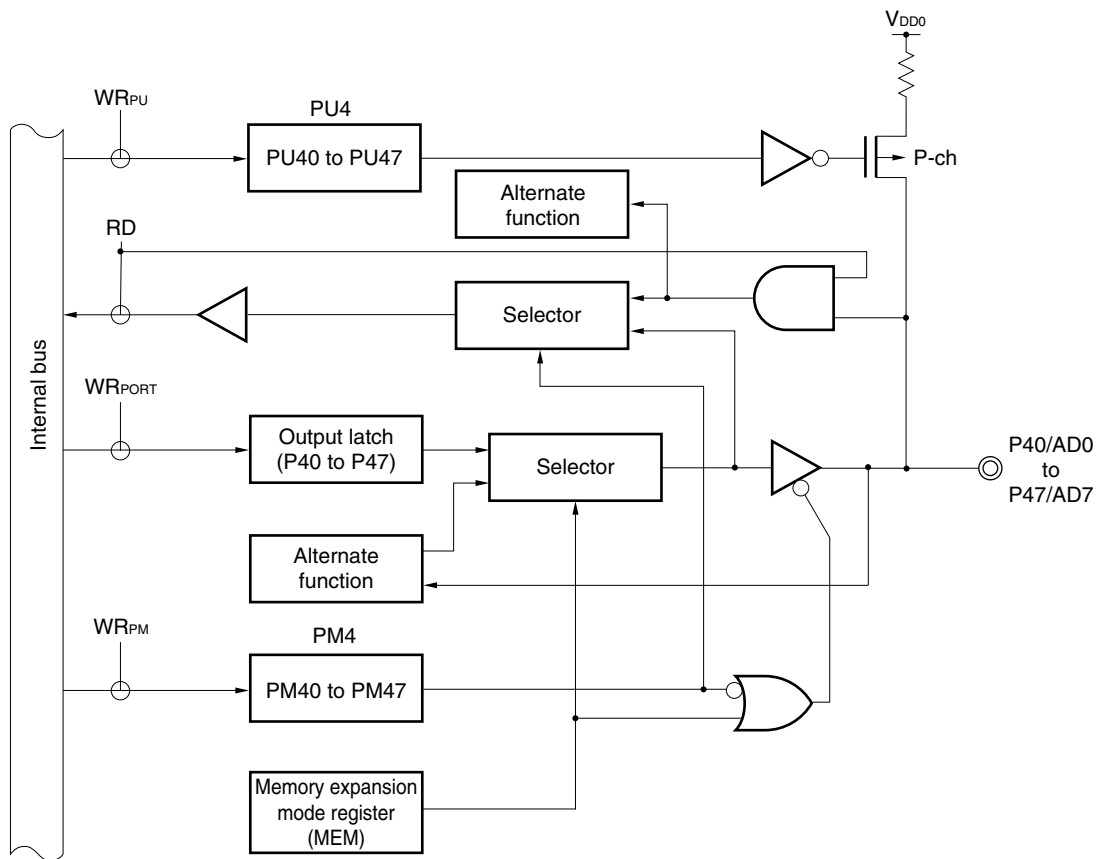 VDD0
WRPU
PU4
PU40 to PU47
P-ch
Alternate
function
RD
Selector
Internal bus
WRPORT
Output latch
(P40 to P47)
Selector
P40/AD0
to
P47/AD7
Alternate
function
WRPM
PM4
PM40 to PM47
Memory expansion
mode register
(MEM)